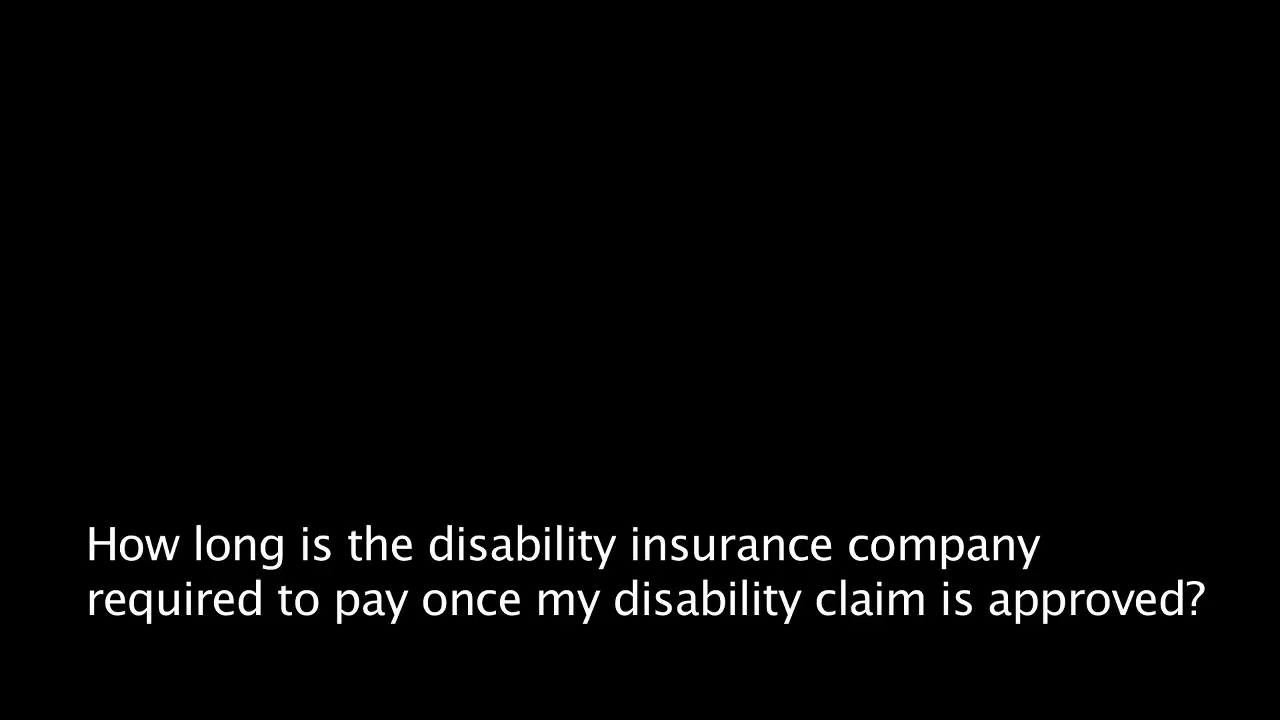 How long is the disability insurance company
required to pay once my disability claim is approved?